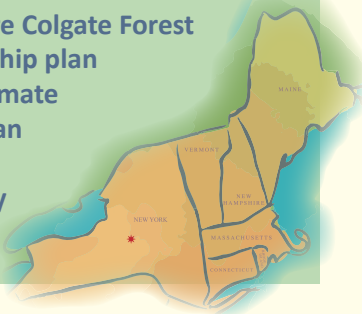 e Colgate Forest
hip plan
mate
an
MAINE
VERMONT
NEW
HAMPSHIRE
NEW YORK
MASSACHUSETTS
CONNECTICUT